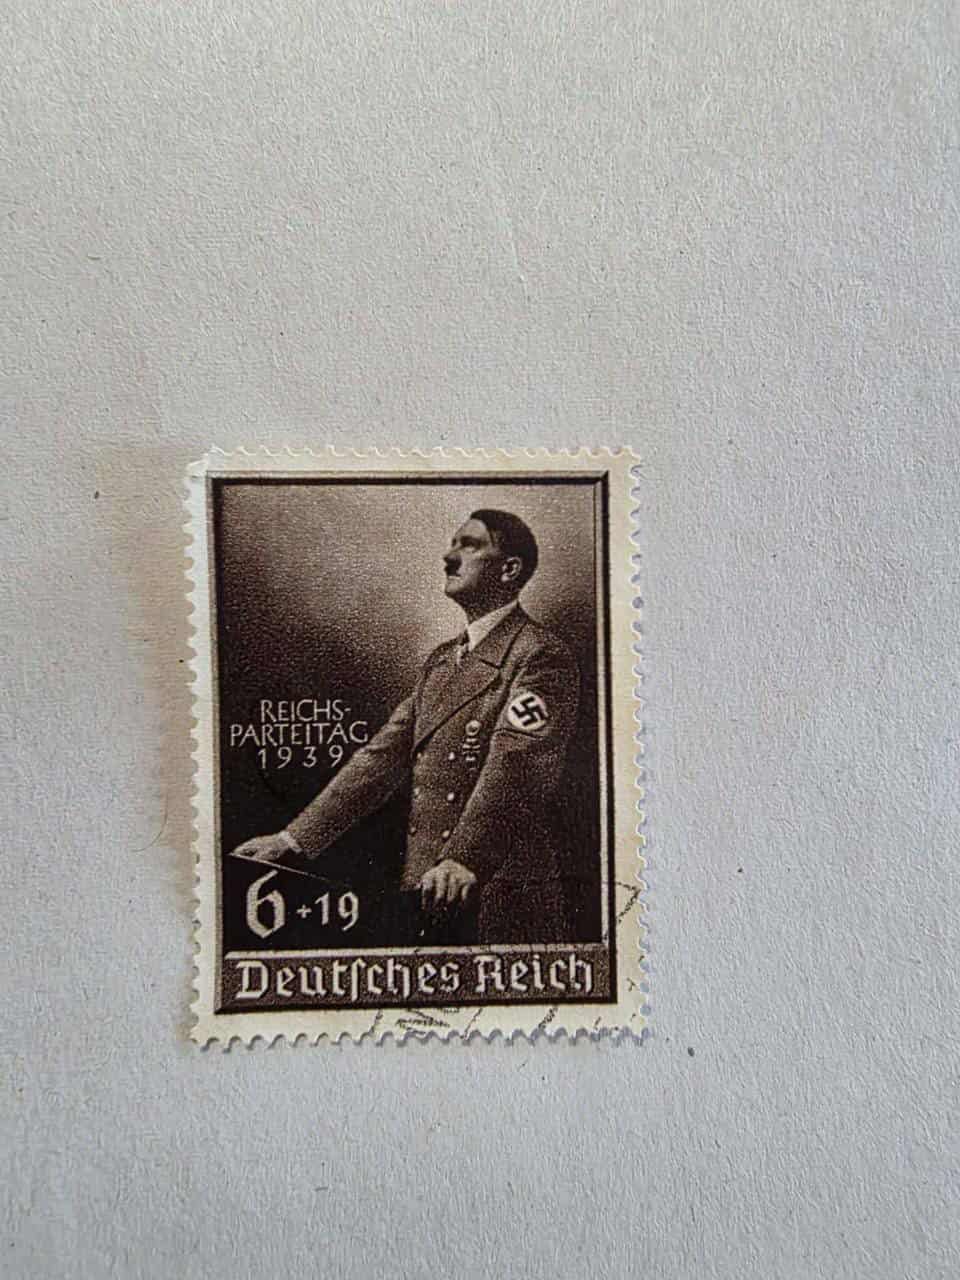 REICHS-
PARTEITAG
1939
6+19
Deutſches Reich